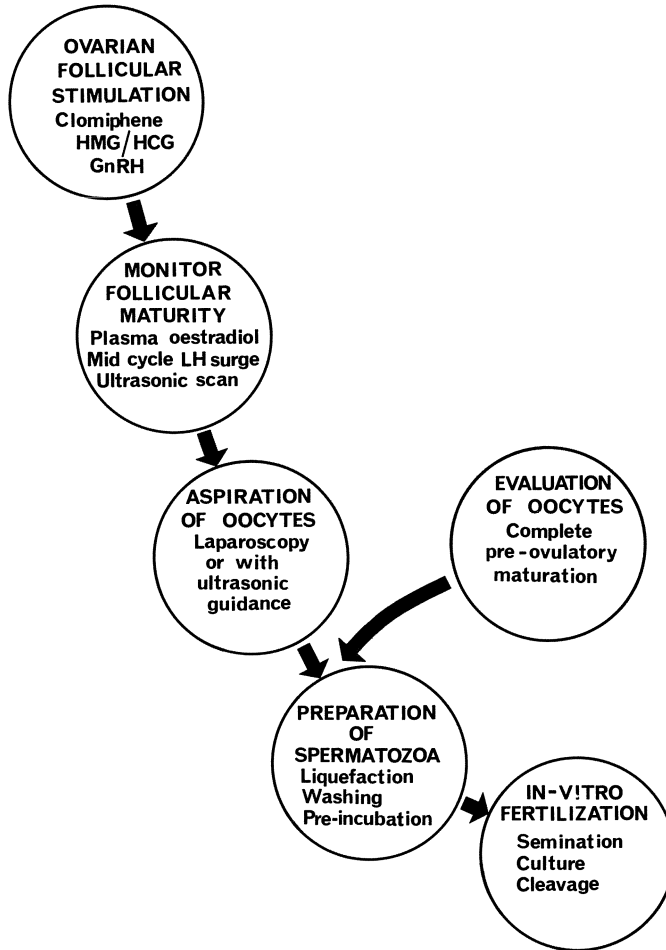 OVARIAN
FOLLICULAR
STIMULATION
Clomiphene
HMG/HCG
GnRH
MONITOR
FOLLICULAR
MATURITY
Plasma oestradiol
Mid cycle LH surge
Ultrasonic scan
ASPIRATION
OF OOCYTES
Laparoscopy
or with
ultrasonic
guidance
EVALUATION
OF OOCYTES
Complete
pre-ovulatory
maturation
PREPARATION
OF
SPERMATOZOA
Liquefaction
Washing
Pre-incubation
IN-V!TRO
FERTILIZATION
Semination
Culture
Cleavage